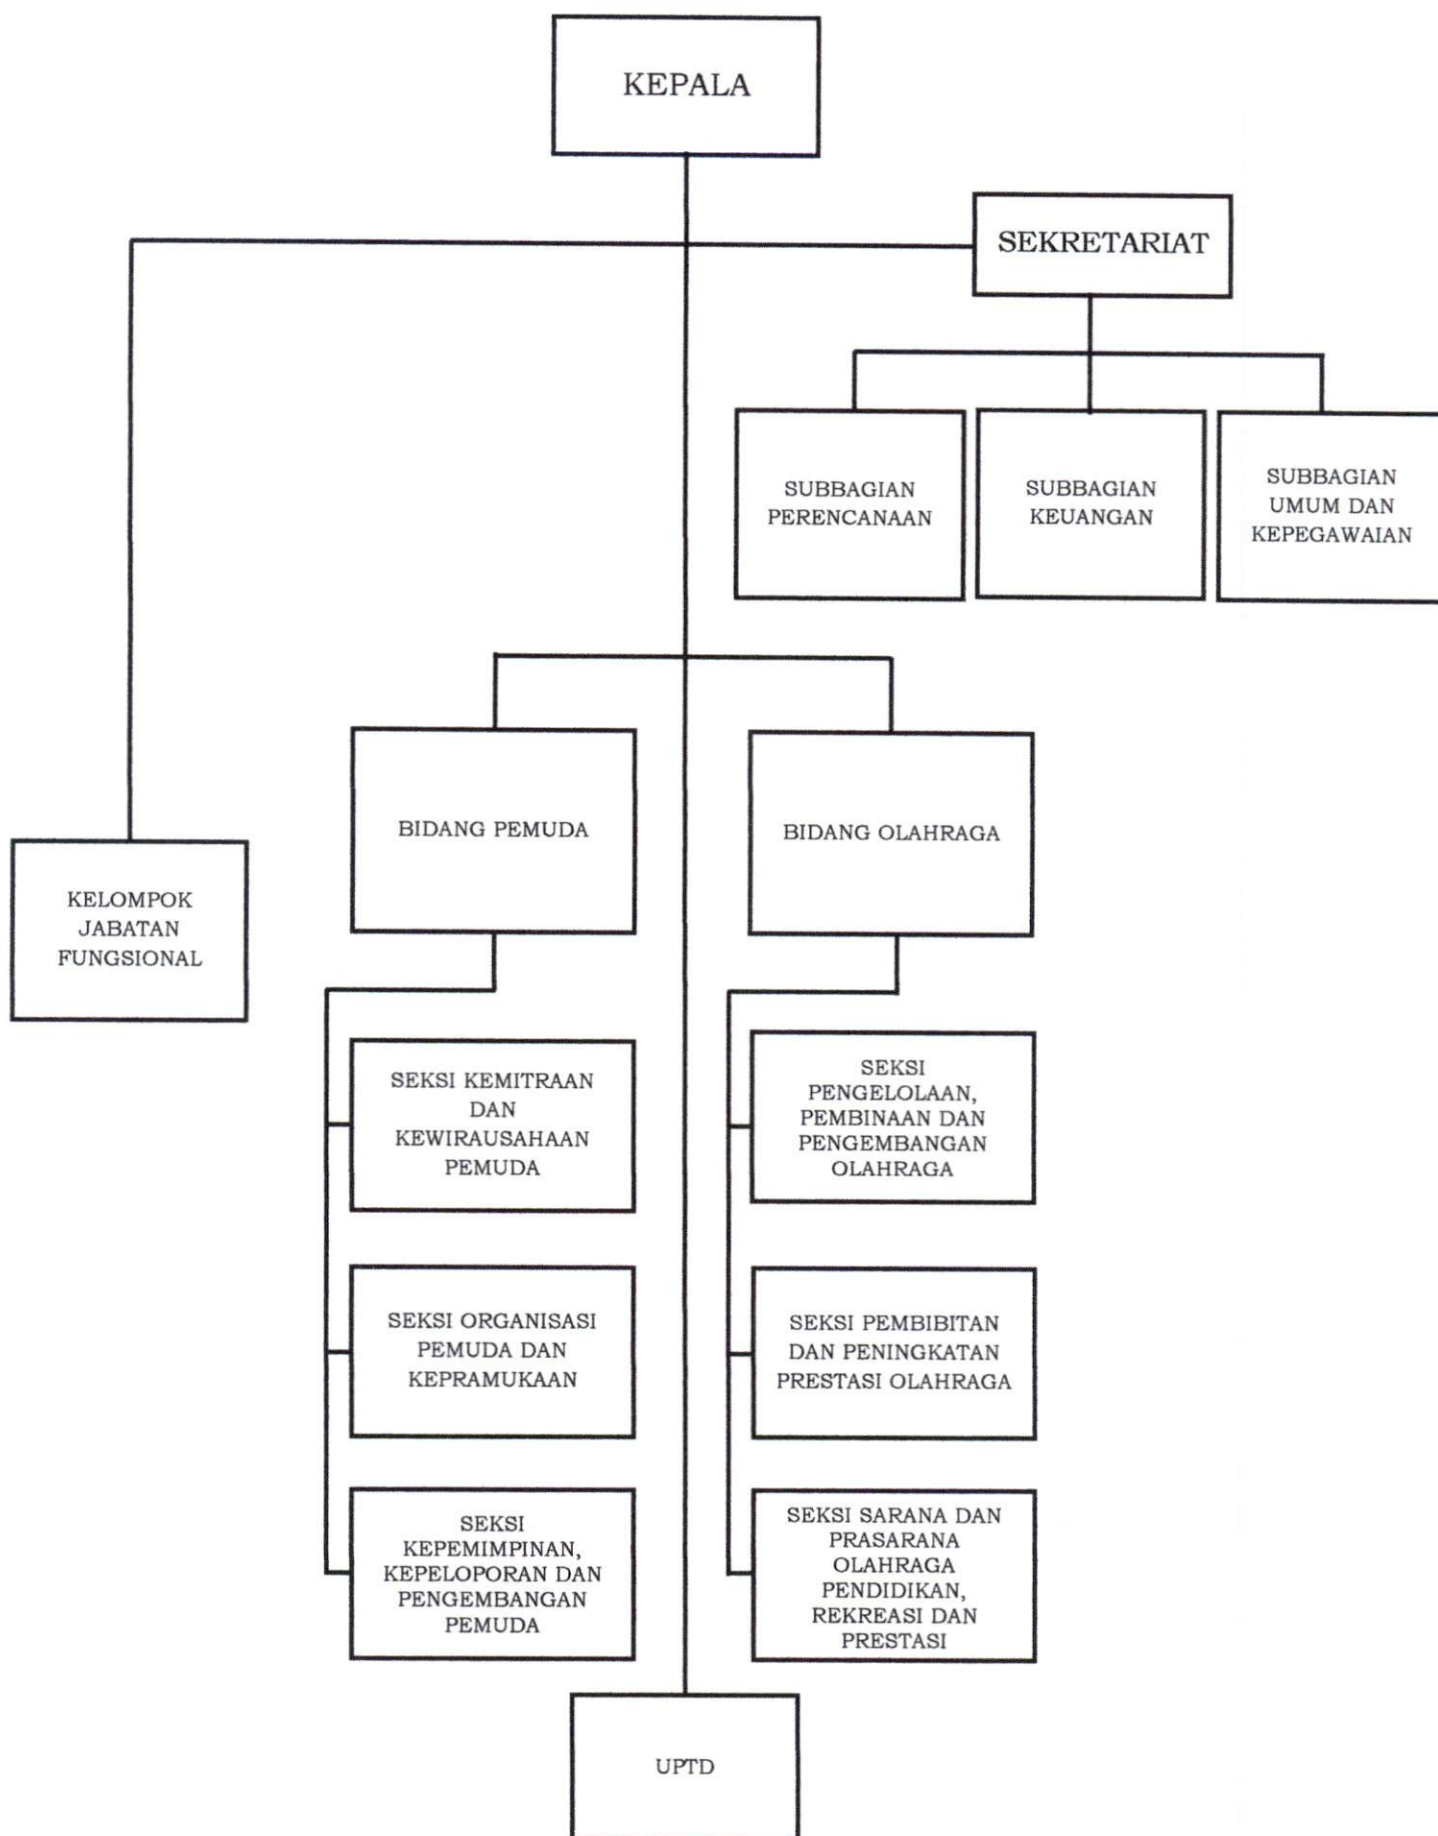 KEPALA
SEKRETARIAT
SUBBAGIAN
PERENCANAAN
SUBBAGIAN
KEUANGAN
SUBBAGIAN
UMUM DAN
KEPEGAWAIAN
BIDANG PEMUDA
BIDANG OLAHRAGA
KELOMPOK
JABATAN
FUNGSIONAL
SEKSI KEMITRAAN
DAN
KEWIRAUSAHAAN
PEMUDA
SEKSI
PENGELOLAAN,
PEMBINAAN DAN
PENGEMBANGAN
OLAHRAGA
SEKSI ORGANISASI
PEMUDA DAN
KEPRAMUKAAN
SEKSI PEMBIBITAN
DAN PENINGKATAN
PRESTASI OLAHRAGA
SEKSI
KEPEMIMPINAN,
KEPELOPORAN DAN
PENGEMBANGAN
PEMUDA
SEKSI SARANA DAN
PRASARANA
OLAHRAGA
PENDIDIKAN,
REKREASI DAN
PRESTASI
UPTD